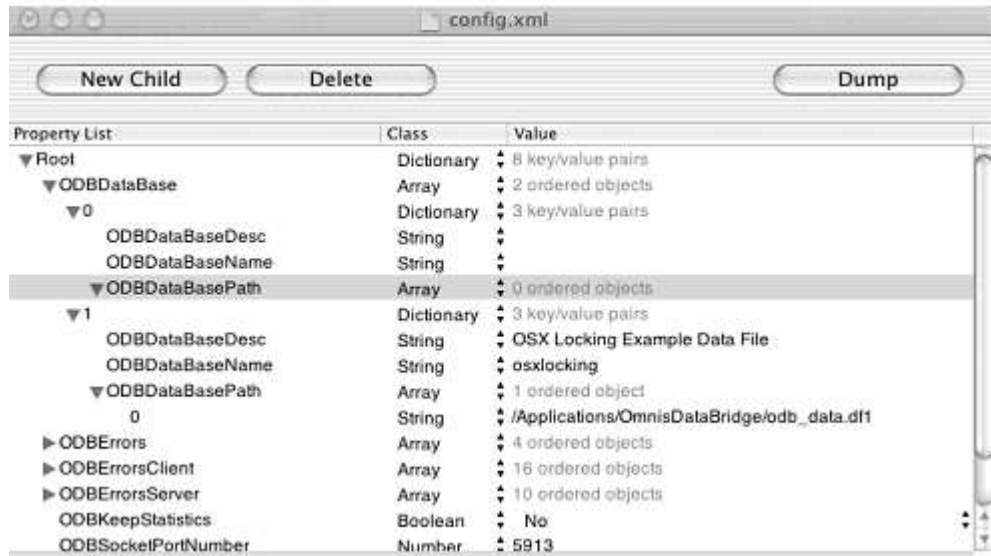 config.xml
New Child Delete Dump
Property List Class Value
Root Dictionary 8 key/value pairs
ODBDataBase Array 2 ordered objects
0 Dictionary 3 key/value pairs
ODBDataBaseDesc String
ODBDataBaseName String
ODBDataBasePath Array 0 ordered objects
1 Dictionary 3 key/value pairs
ODBDataBaseDesc String OSX Locking Example Data File
ODBDataBaseName String osxlocking
ODBDataBasePath Array 1 ordered object
0 String /Applications/OmnisDataBridge/odb_data.df1
ODBErrors Array 4 ordered objects
ODBErrorsClient Array 16 ordered objects
ODBErrorsServer Array 10 ordered objects
ODBKeepStatistics Boolean No
ODBSocketPortNumber Number 5913